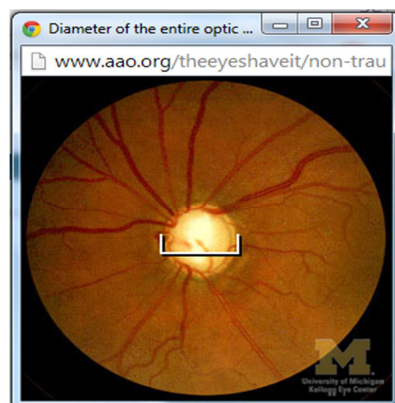 Diameter of the entire optic ...
www.aao.org/theeyeshaveit/non-trau
M
University of Michigan
Kellogg Eye Center